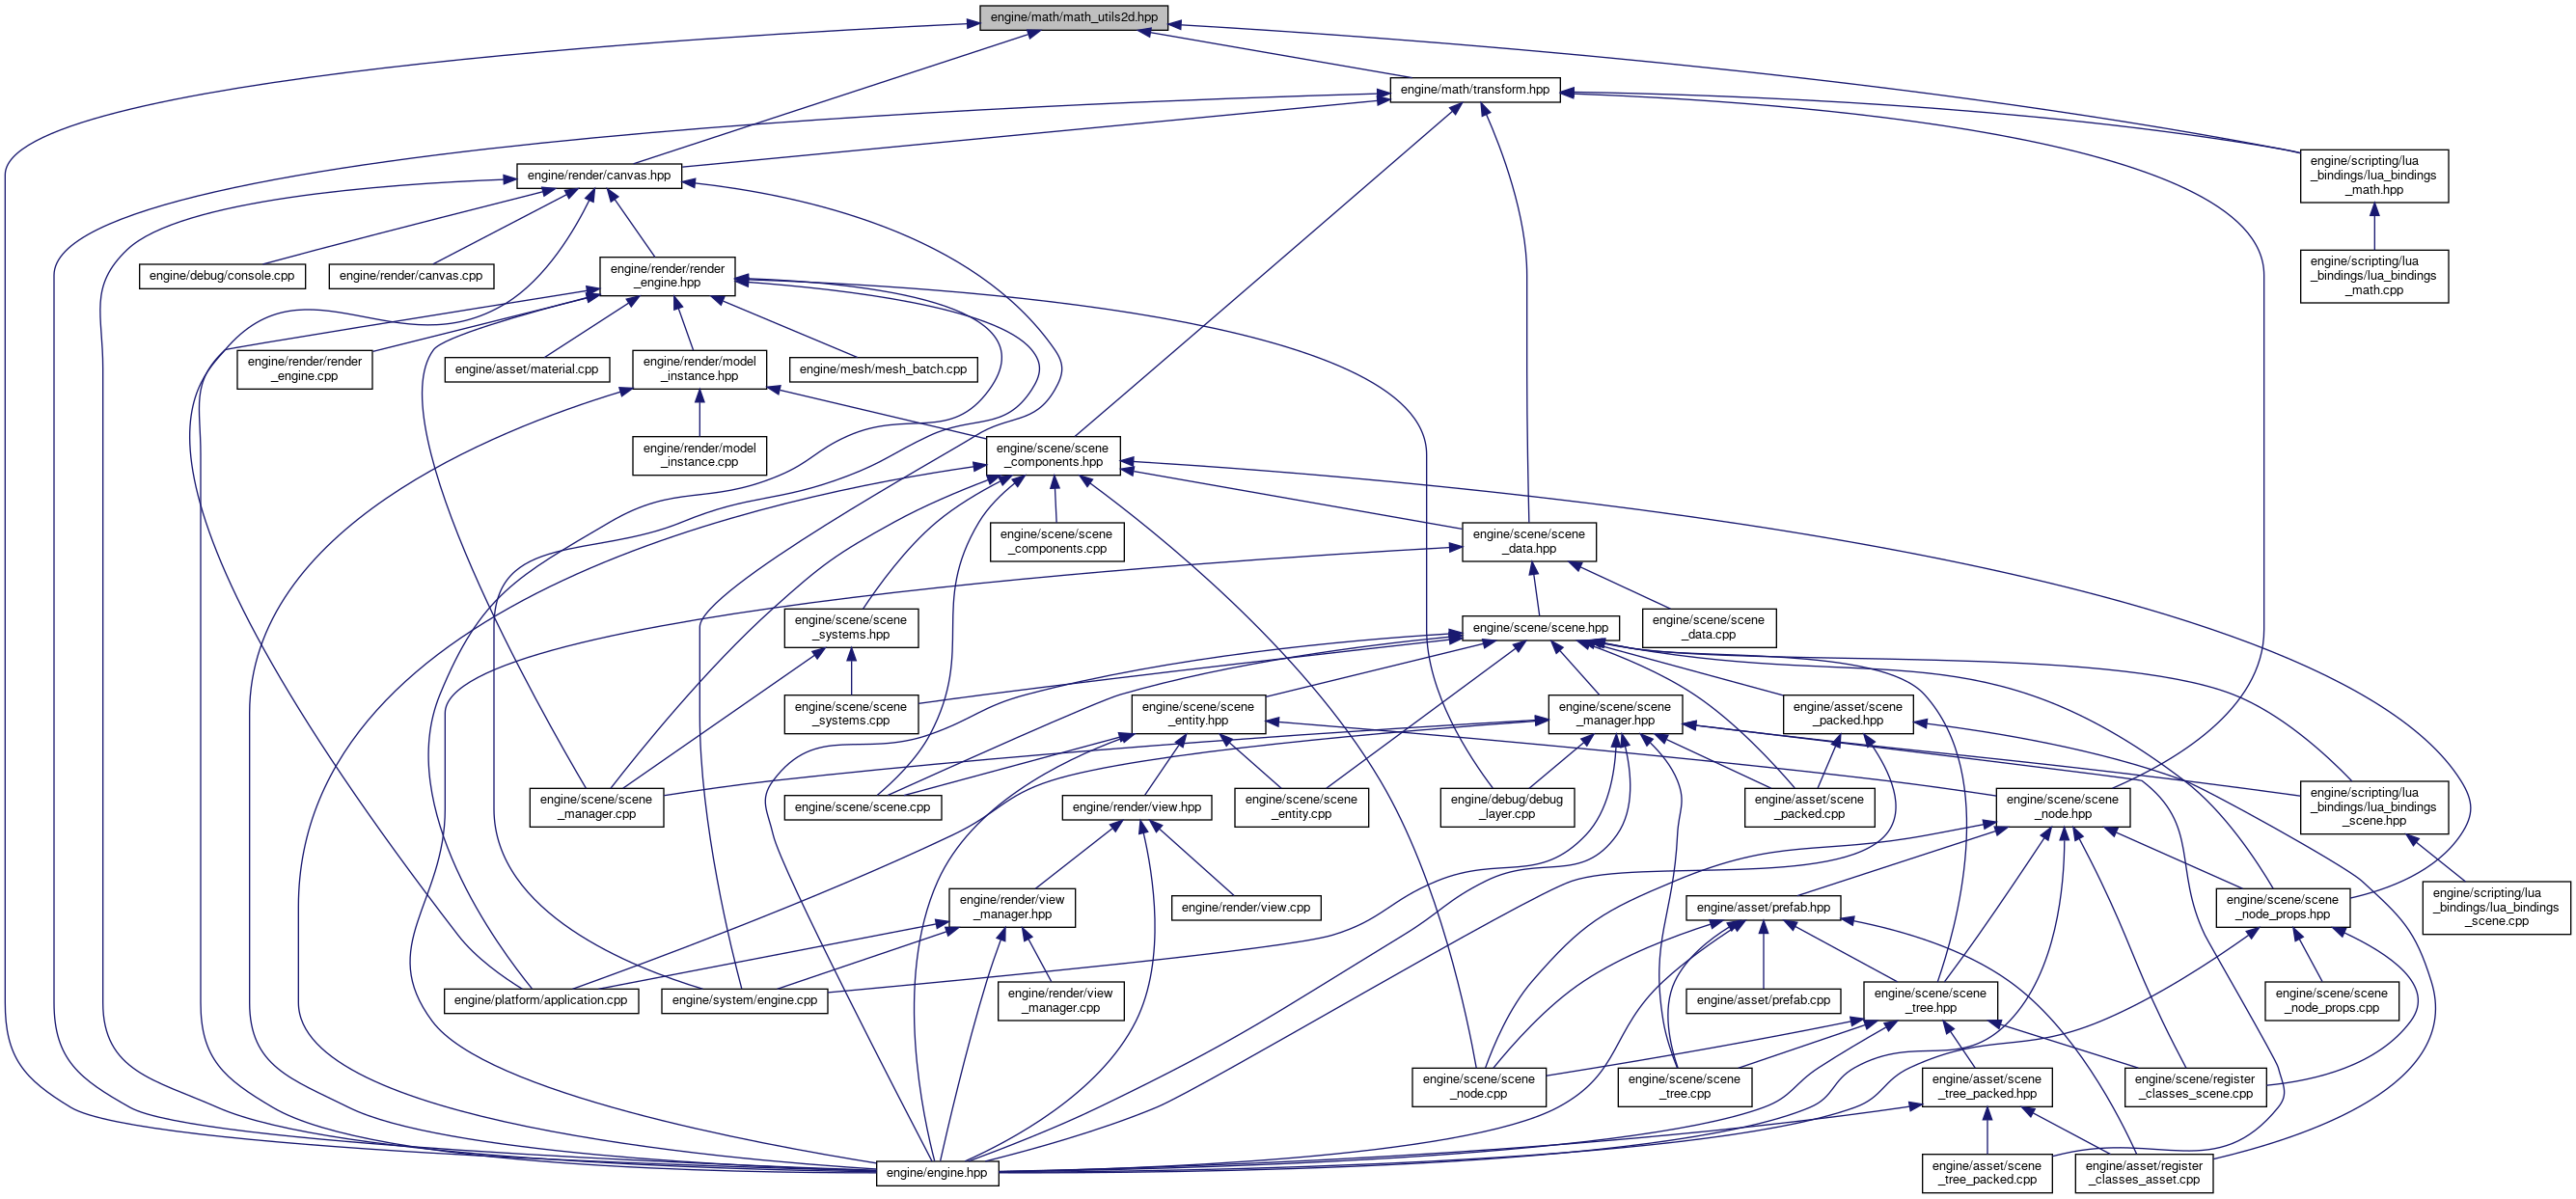 engine/math/math_utils2d.hpp
engine/math/transform.hpp
engine/render/canvas.hpp
engine/scripting/lua
_bindings/lua_bindings
_math.hpp
engine/debug/console.cpp
engine/render/canvas.cpp
engine/render/render
_engine.hpp
engine/scripting/lua
_bindings/lua_bindings
_math.cpp
engine/render/render
_engine.cpp
engine/asset/material.cpp
engine/render/model
_instance.hpp
engine/mesh/mesh_batch.cpp
engine/render/model
_instance.cpp
engine/scene/scene
_components.hpp
engine/scene/scene
_components.cpp
engine/scene/scene
_data.hpp
engine/scene/scene
_systems.hpp
engine/scene/scene.hpp
engine/scene/scene
_data.cpp
engine/scene/scene
_systems.cpp
engine/scene/scene
_entity.hpp
engine/scene/scene
_manager.hpp
engine/asset/scene
_packed.hpp
engine/scene/scene
_manager.cpp
engine/scene/scene.cpp
engine/render/view.hpp
engine/scene/scene
_entity.cpp
engine/debug/debug
_layer.cpp
engine/asset/scene
_packed.cpp
engine/scene/scene
_node.hpp
engine/scripting/lua
_bindings/lua_bindings
_scene.hpp
engine/render/view
_manager.hpp
engine/render/view.cpp
engine/asset/prefab.hpp
engine/scene/scene
_node_props.hpp
engine/scripting/lua
_bindings/lua_bindings
_scene.cpp
engine/platform/application.cpp
engine/system/engine.cpp
engine/render/view
_manager.cpp
engine/asset/prefab.cpp
engine/scene/scene
_tree.hpp
engine/scene/scene
_node_props.cpp
engine/scene/scene
_node.cpp
engine/scene/scene
_tree.cpp
engine/asset/scene
_tree_packed.hpp
engine/scene/register
_classes_scene.cpp
engine/engine.hpp
engine/asset/scene
_tree_packed.cpp
engine/asset/register
_classes_asset.cpp